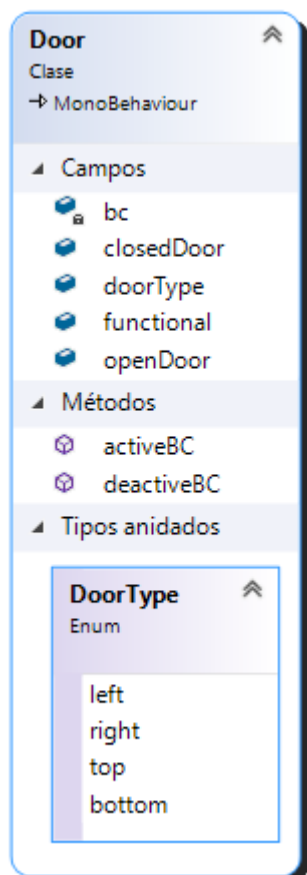 Door
Clase
MonoBehaviour
Campos
bc
closedDoor
doorType
functional
openDoor
Métodos
activeBC
deactiveBC
Tipos anidados
DoorType
Enum
left
right
top
bottom